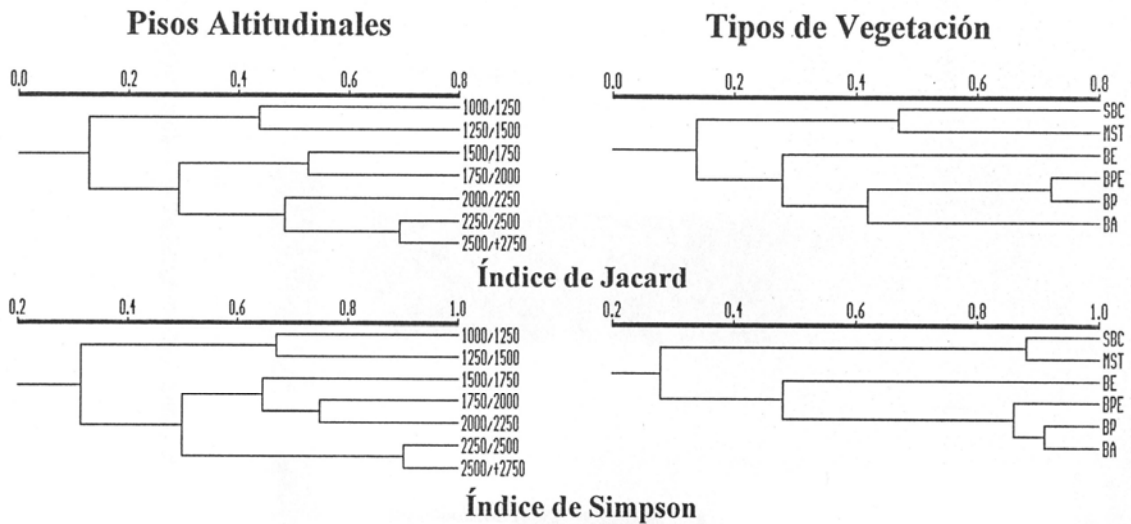 Pisos Altitudinales
Tipos de Vegetación
0.0 0.2 0.4 0.6 0.8
1000/1250
1250/1500
1500/1750
1750/2000
2000/2250
2250/2500
2500/+2750
0.0 0.2 0.4 0.6 0.8
SBC
MST
BE
BPE
BP
BA
Índice de Jacard
0.2 0.4 0.6 0.8 1.0
1000/1250
1250/1500
1500/1750
1750/2000
2000/2250
2250/2500
2500/+2750
0.2 0.4 0.6 0.8 1.0
SBC
MST
BE
BPE
BP
BA
Índice de Simpson